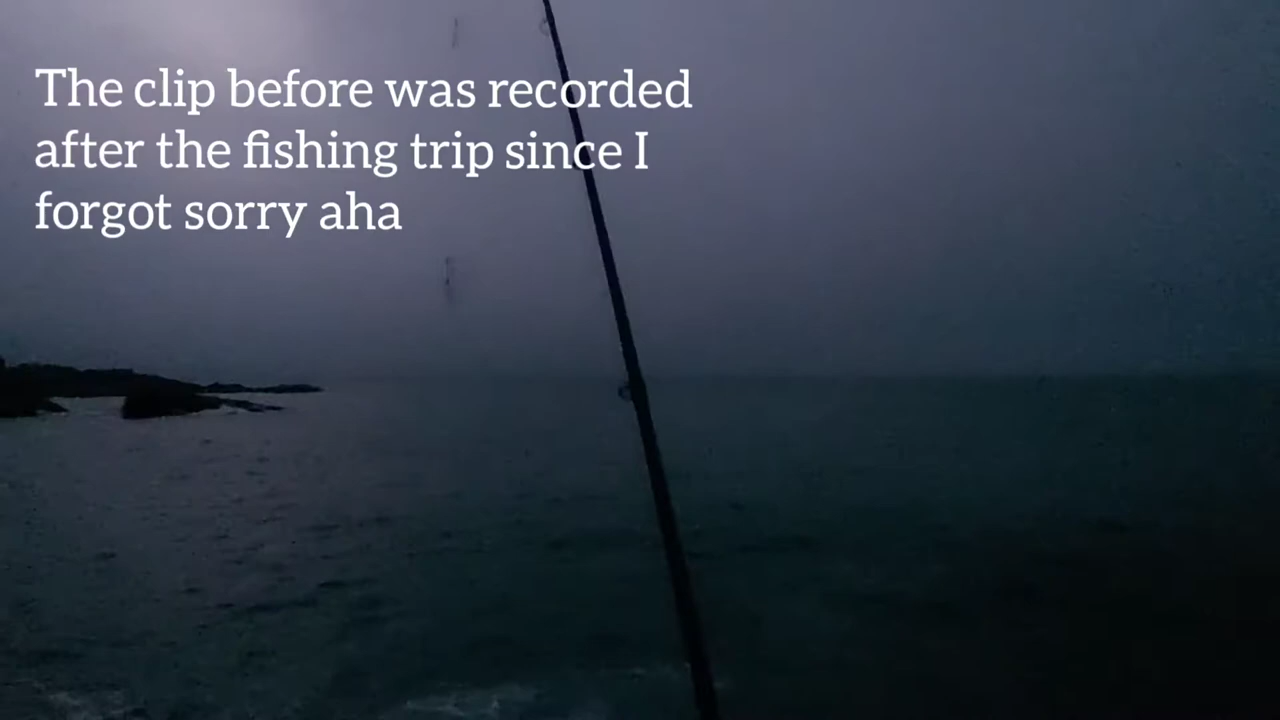 The clip before was recorded
after the fishing trip since I
forgot sorry aha